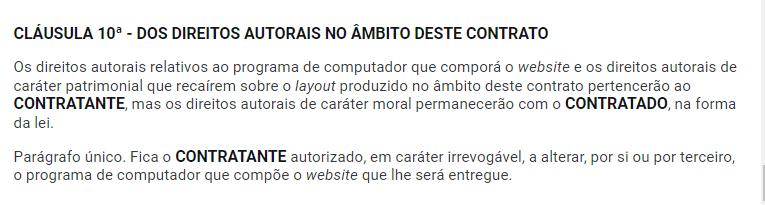 CLÁUSULA 10ª - DOS DIREITOS AUTORAIS NO ÂMBITO DESTE CONTRATO
Os direitos autorais relativos ao programa de computador que comporá o website e os direitos autorais de
caráter patrimonial que recaírem sobre o layout produzido no âmbito deste contrato pertencerão ao
CONTRATANTE, mas os direitos autorais de caráter moral permanecerão com o CONTRATADO, na forma
da lei.
Parágrafo único. Fica o CONTRATANTE autorizado, em caráter irrevogável, a alterar, por si ou por terceiro,
o programa de computador que compõe o website que lhe será entregue.